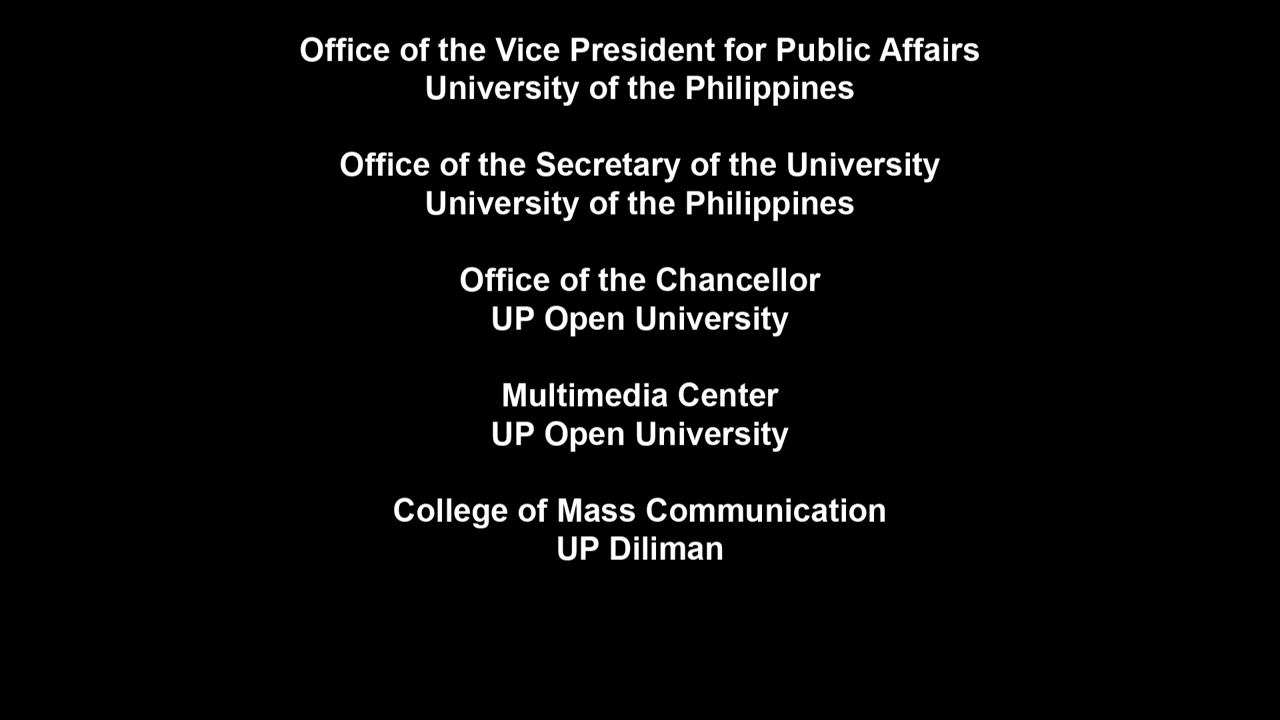 Office of the Vice President for Public Affairs
University of the Philippines
Office of the Secretary of the University
University of the Philippines
Office of the Chancellor
UP Open University
Multimedia Center
UP Open University
College of Mass Communication
UP Diliman